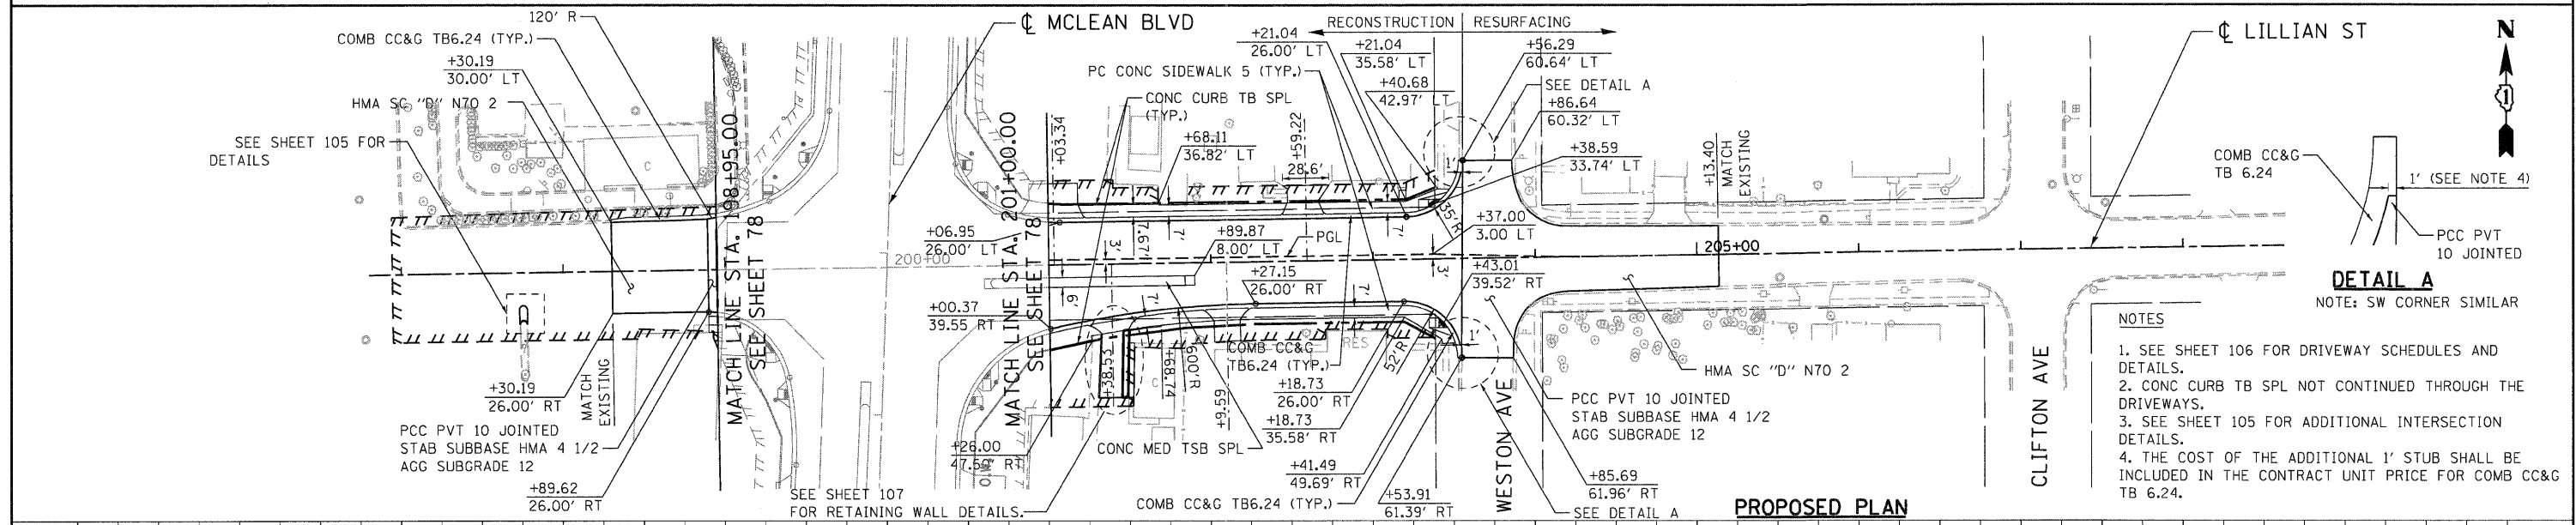 120' R
COMB CC&G TB6.24 (TYP.)
+30.19
30.00' LT
HMA SC "D" N70 2
SEE SHEET 105 FOR
DETAILS
+30.19
26.00' RT
MATCH
EXISTING
PCC PVT 10 JOINTED
STAB SUBBASE HMA 4 1/2
AGG SUBGRADE 12
+89.62
26.00' RT
C
MATCH LINE STA. 198+95.00
SEE SHEET 78
℄ MCLEAN BLVD
200+00
MATCH LINE STA. 201+00.00
SEE SHEET 78
+03.34
+06.95
26.00' LT
+00.37
39.55 RT
+26.00
SEE SHEET 107
FOR RETAINING WALL DETAILS.
PC CONC SIDEWALK 5 (TYP.)
CONC CURB TB SPL
(TYP.)
+68.11
36.82' LT
+59.22
28.6'
7.67'
7'
3'
6'
7'
+89.87
8.00' LT
PGL
+27.15
26.00' RT
7'
7'
3'
+38.53
C
+68.74
600'R
+9.59
COMB CC&G
TB6.24 (TYP.)
RES
+18.73
26.00' RT
+18.73
35.58' RT
CONC MED TSB SPL
+41.49
49.69' RT
COMB CC&G TB6.24 (TYP.)
+53.91
61.39' RT
52'R
35'R
1'
1'
RECONSTRUCTION
RESURFACING
+21.04
26.00' LT
+21.04
35.58' LT
+40.68
42.97' LT
+56.29
60.64' LT
SEE DETAIL A
+86.64
60.32' LT
+38.59
33.74' LT
+37.00
3.00 LT
+43.01
39.52' RT
WESTON AVE
PCC PVT 10 JOINTED
STAB SUBBASE HMA 4 1/2
AGG SUBGRADE 12
+85.69
61.96' RT
SEE DETAIL A
+13.40
MATCH
EXISTING
205+00
HMA SC "D" N70 2
PROPOSED PLAN
℄ LILLIAN ST
CLIFTON AVE
N
COMB CC&G
TB 6.24
1' (SEE NOTE 4)
PCC PVT
10 JOINTED
DETAIL A
NOTE: SW CORNER SIMILAR
NOTES
1. SEE SHEET 106 FOR DRIVEWAY SCHEDULES AND
DETAILS.
2. CONC CURB TB SPL NOT CONTINUED THROUGH THE
DRIVEWAYS.
3. SEE SHEET 105 FOR ADDITIONAL INTERSECTION
DETAILS.
4. THE COST OF THE ADDITIONAL 1' STUB SHALL BE
INCLUDED IN THE CONTRACT UNIT PRICE FOR COMB CC&G
TB 6.24.